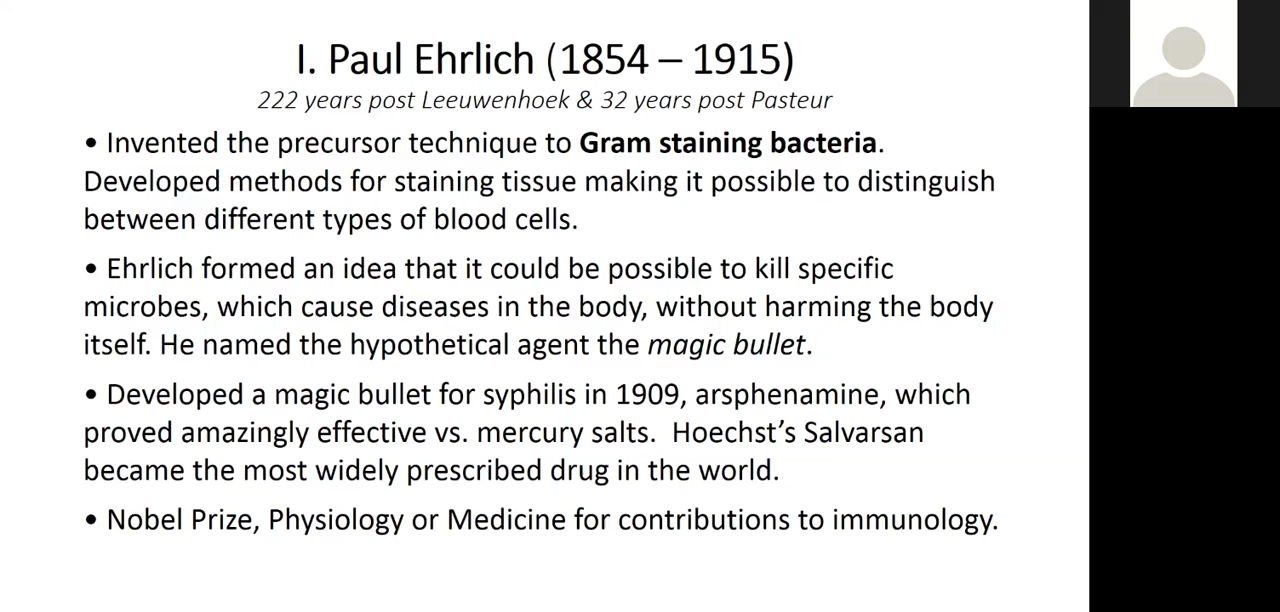 I. Paul Ehrlich (1854 – 1915)
222 years post Leeuwenhoek & 32 years post Pasteur
• Invented the precursor technique to Gram staining bacteria.
Developed methods for staining tissue making it possible to distinguish
between different types of blood cells.
• Ehrlich formed an idea that it could be possible to kill specific
microbes, which cause diseases in the body, without harming the body
itself. He named the hypothetical agent the magic bullet.
• Developed a magic bullet for syphilis in 1909, arsphenamine, which
proved amazingly effective vs. mercury salts.  Hoechst’s Salvarsan
became the most widely prescribed drug in the world.
• Nobel Prize, Physiology or Medicine for contributions to immunology.